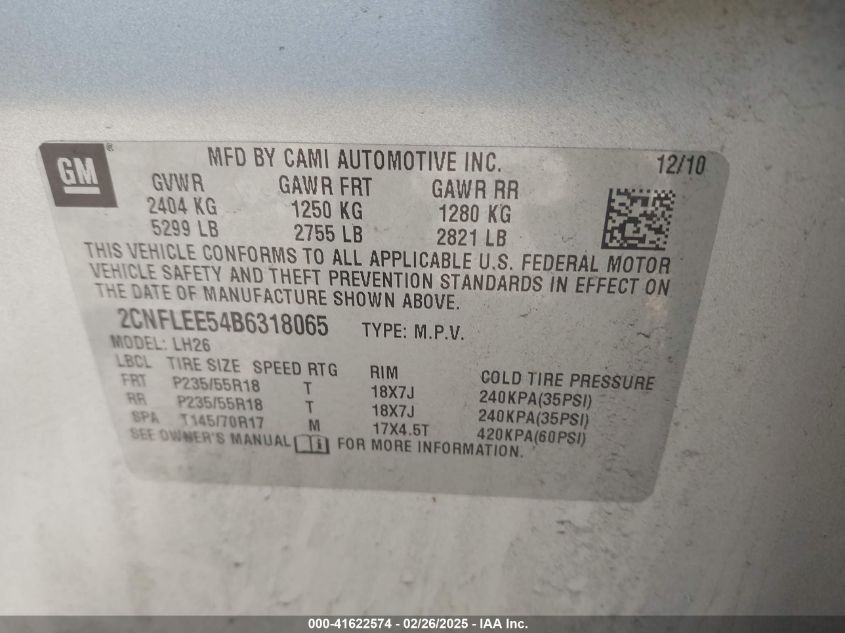 GM ®
MFD BY CAMI AUTOMOTIVE INC. 12/10
GVWR GAWR FRT GAWR RR
2404 KG 1250 KG 1280 KG
5299 LB 2755 LB 2821 LB
THIS VEHICLE CONFORMS TO ALL APPLICABLE U.S. FEDERAL MOTOR
VEHICLE SAFETY AND THEFT PREVENTION STANDARDS IN EFFECT ON
THE DATE OF MANUFACTURE SHOWN ABOVE.
2CNFLEE54B6318065 TYPE: M.P.V.
MODEL: LH26
LBCL TIRE SIZE SPEED RTG RIM COLD TIRE PRESSURE
FRT P235/55R18 T 18X7J 240KPA(35PSI)
RR P235/55R18 T 18X7J 240KPA(35PSI)
SPA T145/70R17 M 17X4.5T 420KPA(60PSI)
SEE OWNER'S MANUAL FOR MORE INFORMATION.
000-41622574 / 02/26/2025 - IAA Inc.